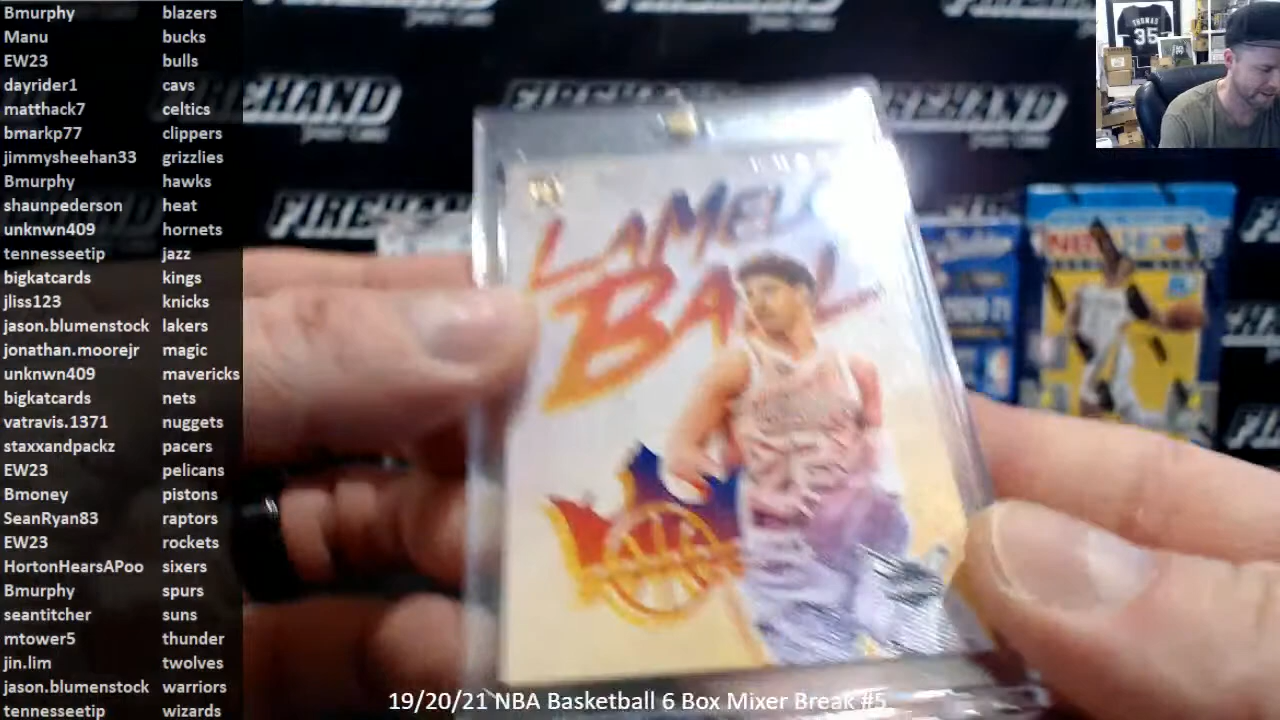 Bmurphy blazers
Manu bucks
EW23 bulls
dayrider1 cavs
matthack7 celtics
bmarkp77 clippers
jimmysheehan33 grizzlies
Bmurphy hawks
shaunpederson heat
unknwn409 hornets
tennesseetip jazz
bigkatcards kings
jliss123 knicks
jason.blumenstock lakers
jonathan.moorejr magic
unknwn409 mavericks
bigkatcards nets
vatravis.1371 nuggets
staxxandpackz pacers
EW23 pelicans
Bmoney pistons
SeanRyan83 raptors
EW23 rockets
HortonHearsAPoo sixers
Bmurphy spurs
seantitcher suns
mtower5 thunder
jin.lim twolves
jason.blumenstock warriors
tennesseetip wizards
THOMAS
35
FIREHAND
LAMELO
BALL
NBA HOOPS
19/20/21 NBA Basketball 6 Box Mixer Break #5